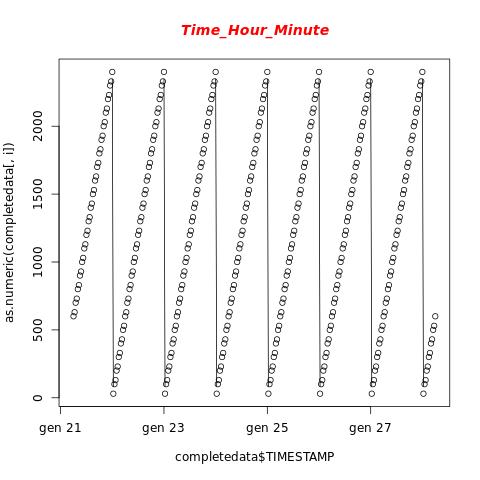 Time_Hour_Minute
as.numeric(completedata[, i])
2000
1500
1000
500
0
gen 21
gen 23
gen 25
gen 27
completedata$TIMESTAMP